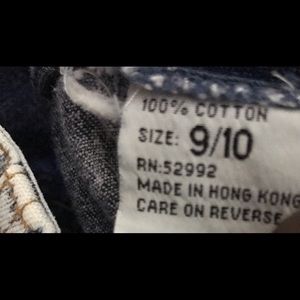 100% COTTON
SIZE: 9/10
RN:52992
MADE IN HONG KONG
CARE ON REVERSE